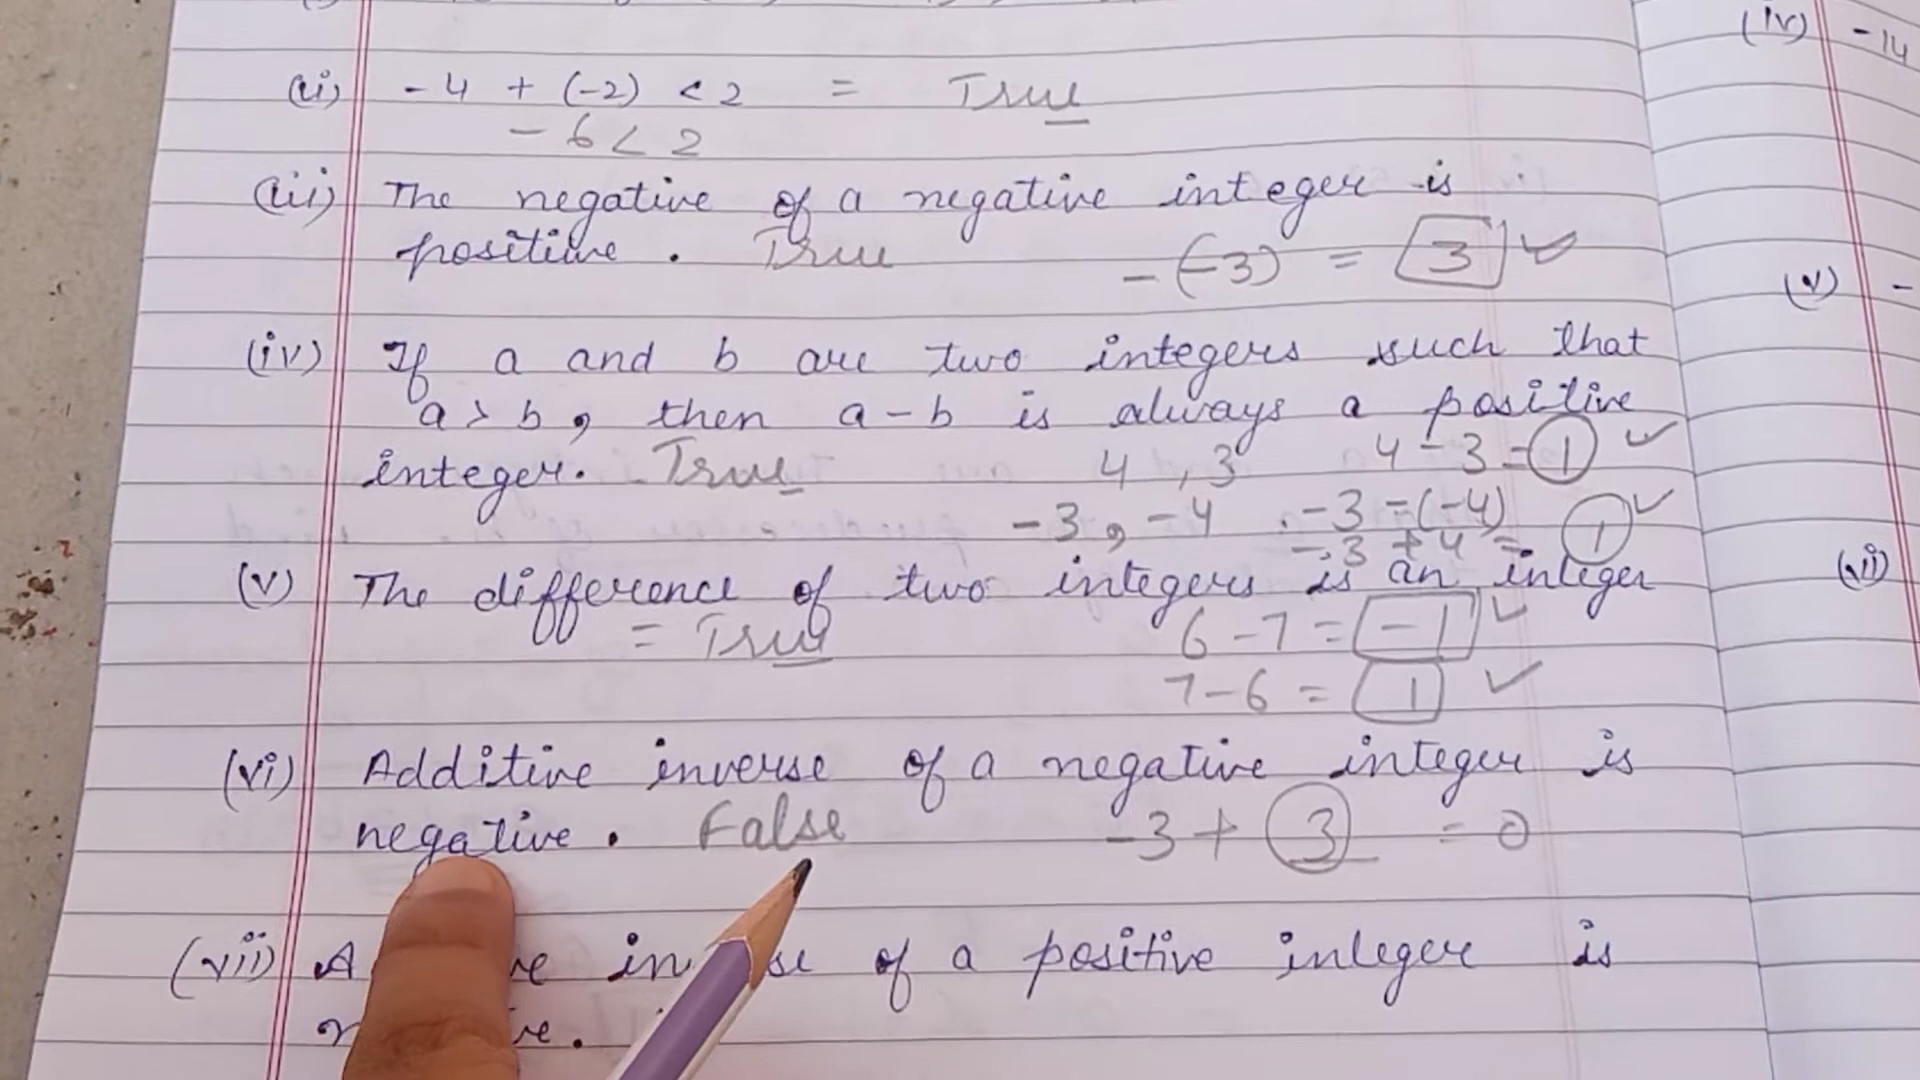 (ii) -4 + (-2) < 2 = True
-6 < 2
(iii) The negative of a negative integer is
positive. True -(-3) = 3 ✓
(iv) If a and b are two integers such that
a > b, then a-b is always a positive
integer. True 4, 3 4-3=1 ✓
-3, -4 -3-(-4) 1 ✓
-3+4=
(v) The difference of two integers is an integer
= True 6-7 = -1 ✓
7-6 = 1 ✓
(vi) Additive inverse of a negative integer is
negative. False -3+3 = 0
(vii) of a positive integer is
(iv) -14
(v) -
(vi)